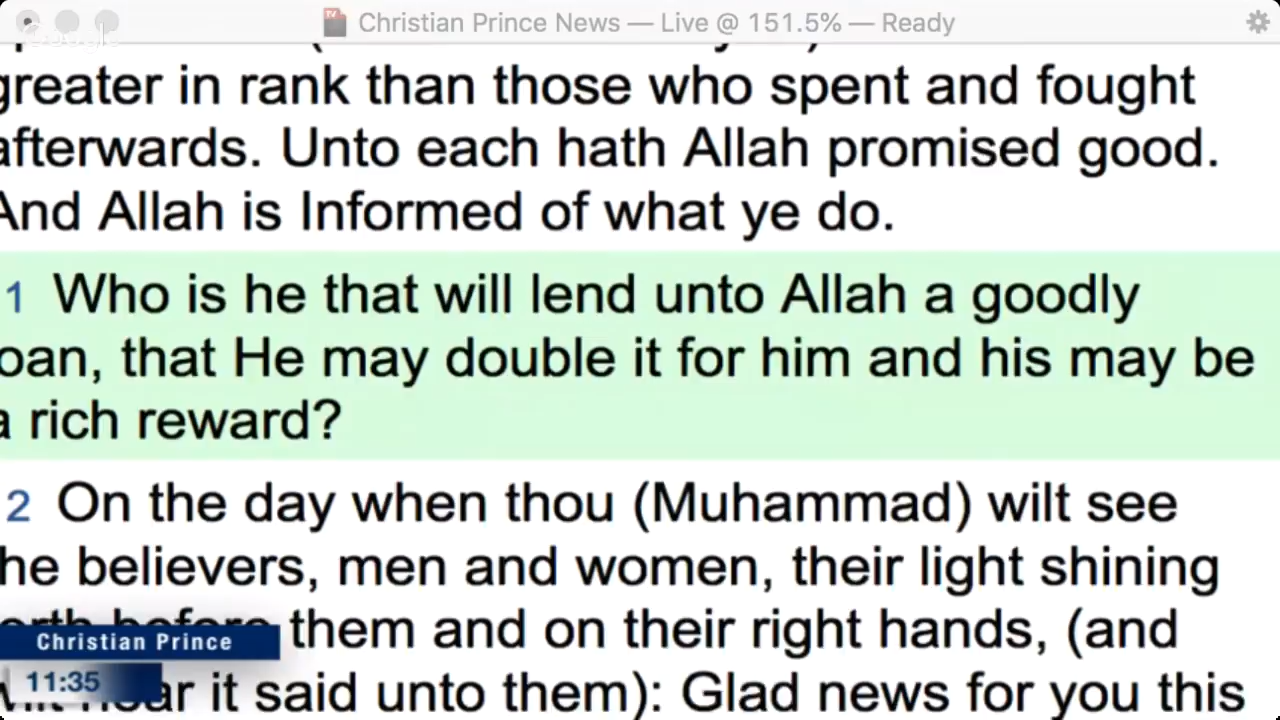 Christian Prince News — Live @ 151.5% — Ready
Google
greater in rank than those who spent and fought
afterwards. Unto each hath Allah promised good.
And Allah is Informed of what ye do.
1 Who is he that will lend unto Allah a goodly
oan, that He may double it for him and his may be
a rich reward?
2 On the day when thou (Muhammad) wilt see
he believers, men and women, their light shining
before them and on their right hands, (and
Christian Prince
11:35
ar it said unto them): Glad news for you this